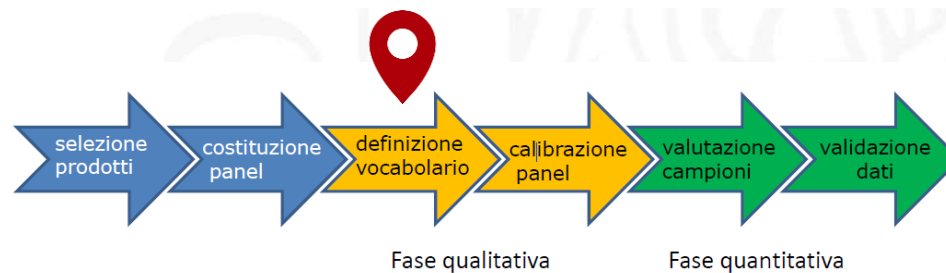 selezione
prodotti
costituzione
panel
definizione
vocabolario
calibrazione
panel
valutazione
campioni
validazione
dati
Fase qualitativa
Fase quantitativa